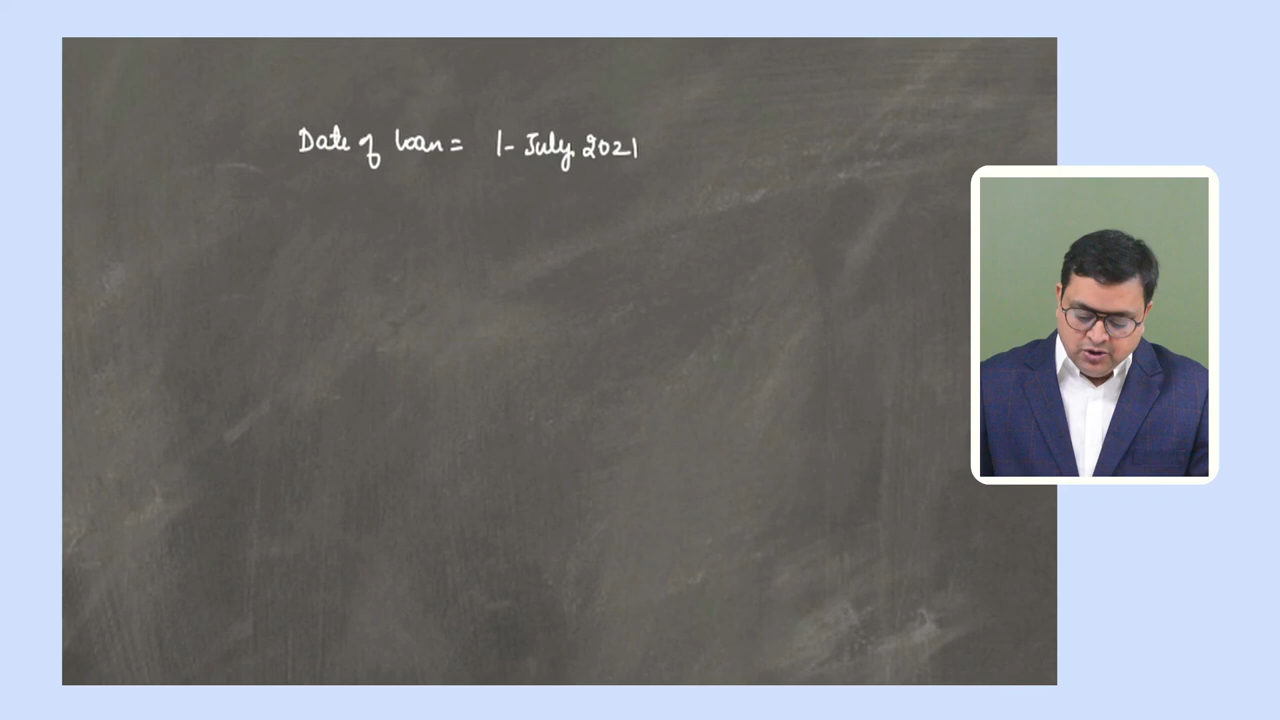 Date of loan = 1- July, 2021